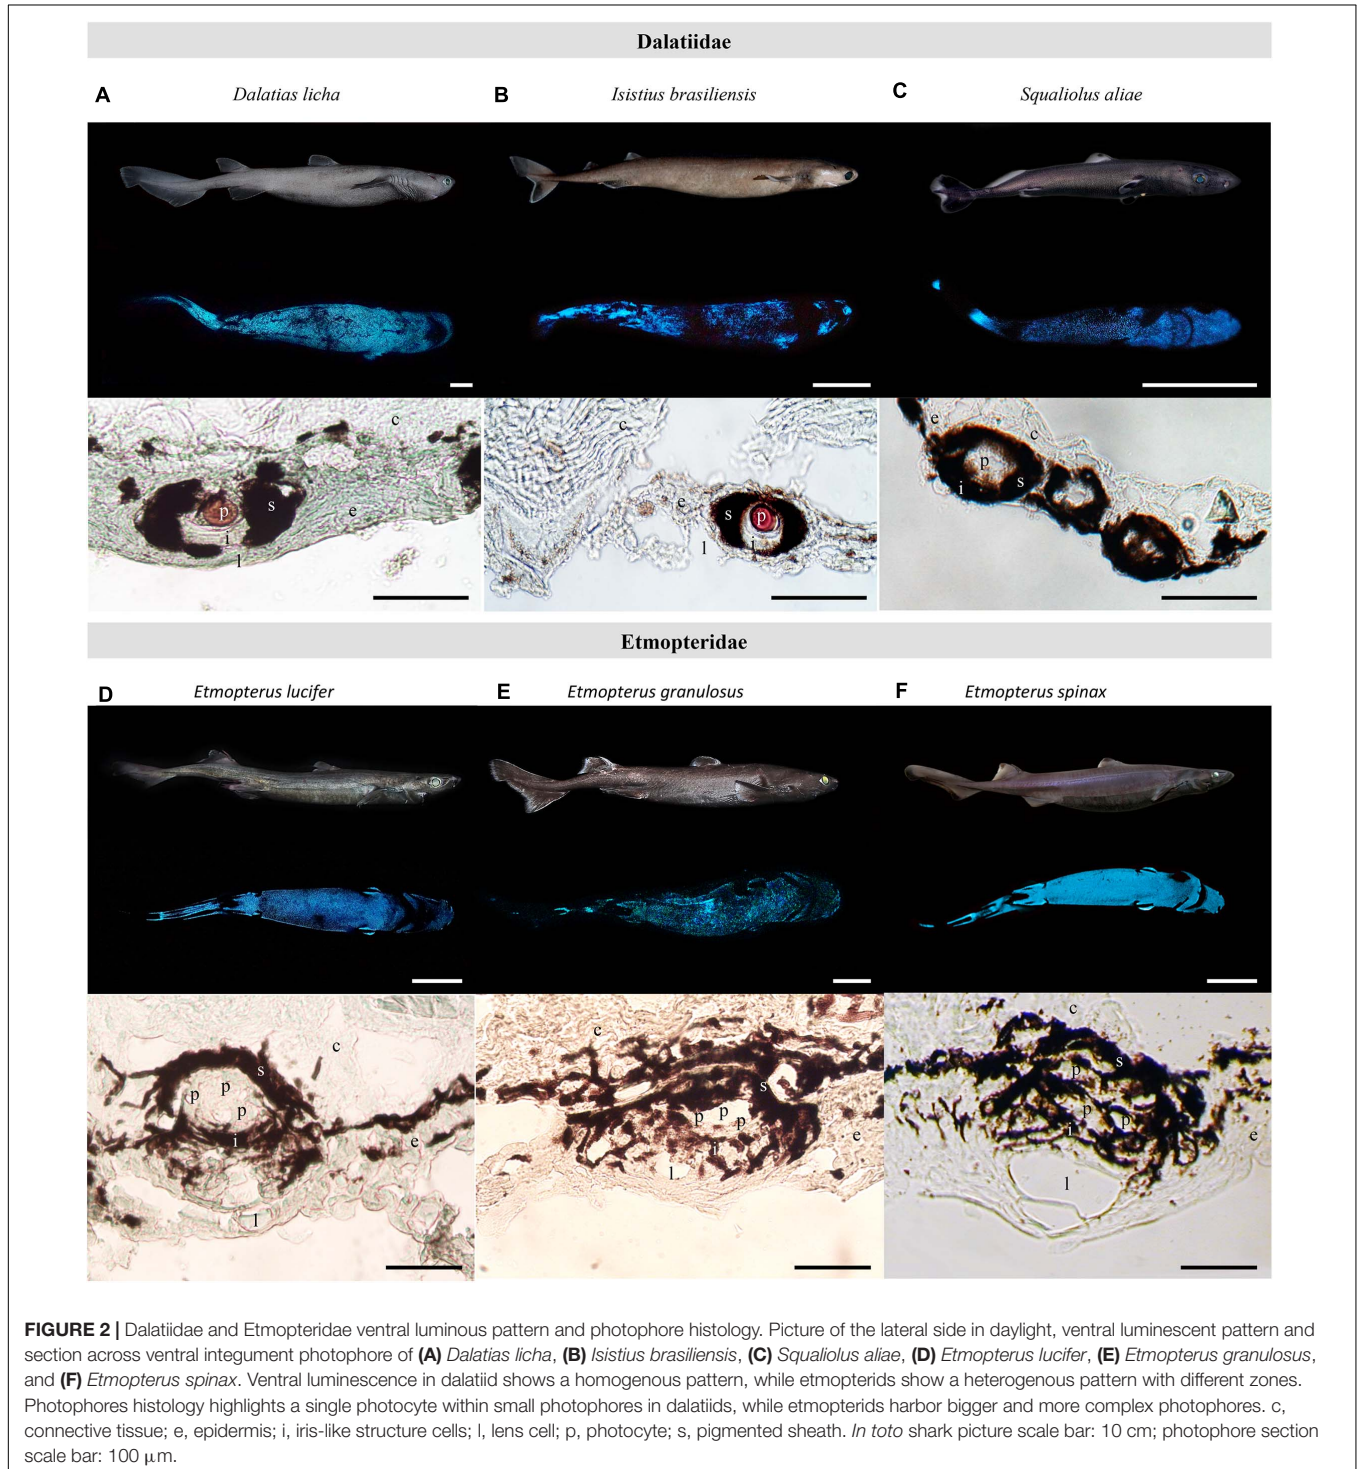 Dalatiidae
A Dalatias licha B Isistius brasiliensis C Squaliolus aliae
c
p s
i e
l
c
e
s p
l i
e c
p
i s
Etmopteridae
D Etmopterus lucifer E Etmopterus granulosus F Etmopterus spinax
c
s
p p
p
i e
l
c
s
p p p
i e
l
c
s
p
p p
i e
l
FIGURE 2 | Dalatiidae and Etmopteridae ventral luminous pattern and photophore histology. Picture of the lateral side in daylight, ventral luminescent pattern and
section across ventral integument photophore of (A) Dalatias licha, (B) Isistius brasiliensis, (C) Squaliolus aliae, (D) Etmopterus lucifer, (E) Etmopterus granulosus,
and (F) Etmopterus spinax. Ventral luminescence in dalatiid shows a homogenous pattern, while etmopterids show a heterogenous pattern with different zones.
Photophores histology highlights a single photocyte within small photophores in dalatiids, while etmopterids harbor bigger and more complex photophores. c,
connective tissue; e, epidermis; i, iris-like structure cells; l, lens cell; p, photocyte; s, pigmented sheath. In toto shark picture scale bar: 10 cm; photophore section
scale bar: 100 μm.